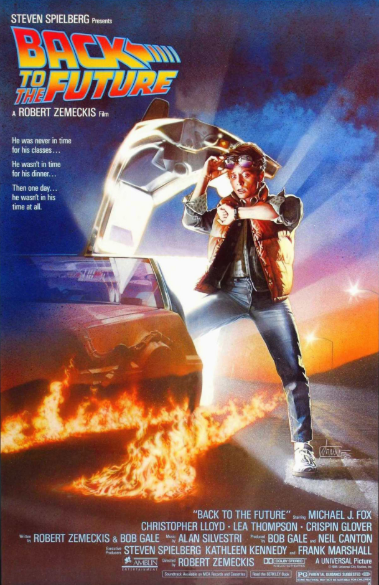 STEVEN SPIELBERG Presents
BACK
TO
THE FUTURE
A ROBERT ZEMECKIS Film
He was never in time
for his classes...
He wasn't in time
for his dinner...
Then one day...
he wasn't in his
time at all.
"BACK TO THE FUTURE" Starring MICHAEL J. FOX
CHRISTOPHER LLOYD · LEA THOMPSON · CRISPIN GLOVER
Written by ROBERT ZEMECKIS & BOB GALE Music by ALAN SILVESTRI Produced by BOB GALE and NEIL CANTON
Executive Producers STEVEN SPIELBERG KATHLEEN KENNEDY and FRANK MARSHALL
AMBLIN ENTERTAINMENT Directed by ROBERT ZEMECKIS DOLBY STEREO A UNIVERSAL Picture
Soundtrack Available on MCA Records and Cassettes Read the BERKLEY Book PG PARENTAL GUIDANCE SUGGESTED